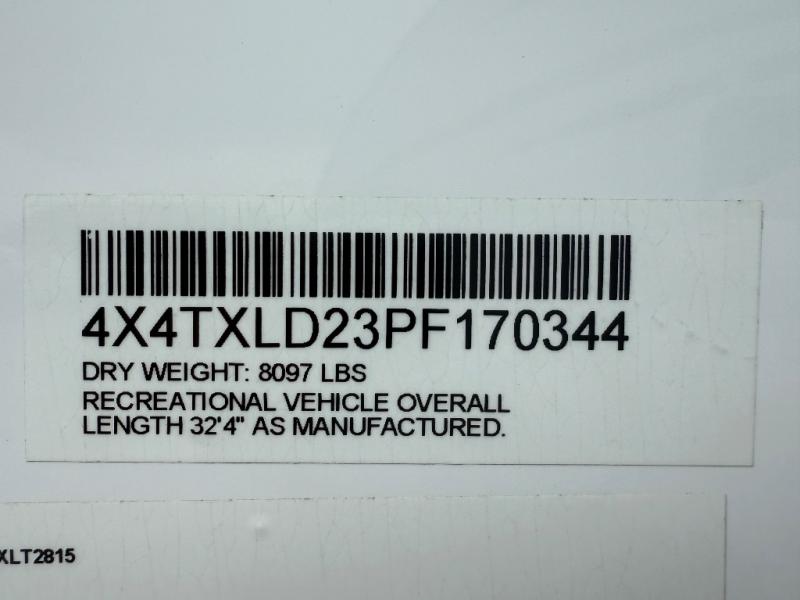 4X4TXLD23PF170344
DRY WEIGHT: 8097 LBS
RECREATIONAL VEHICLE OVERALL
LENGTH 32'4" AS MANUFACTURED.
XLT2815